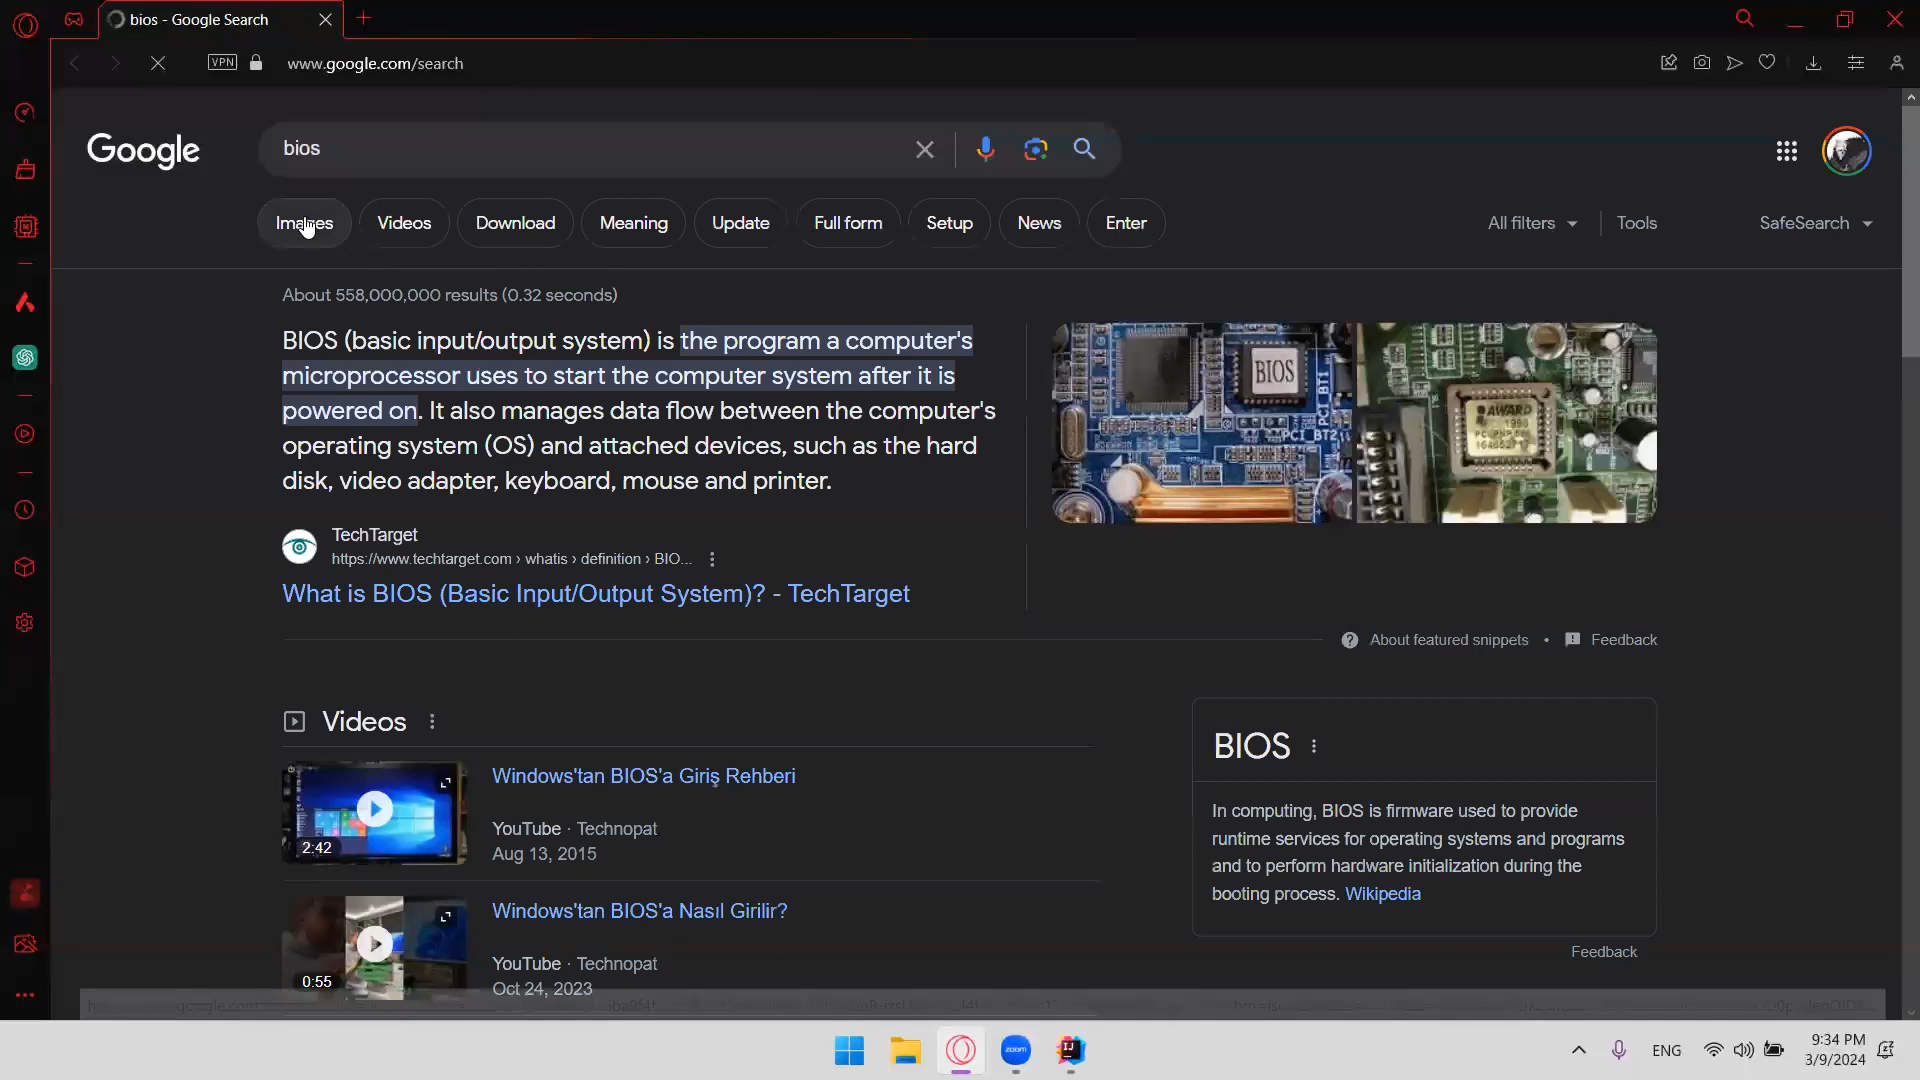 bios - Google Search
VPN
www.google.com/search
Google
bios
Images
Videos
Download
Meaning
Update
Full form
Setup
News
Enter
All filters
Tools
SafeSearch
About 558,000,000 results (0.32 seconds)
BIOS (basic input/output system) is the program a computer's
microprocessor uses to start the computer system after it is
powered on. It also manages data flow between the computer's
operating system (OS) and attached devices, such as the hard
disk, video adapter, keyboard, mouse and printer.
BIOS
PCI_BT1
PCI_BT2
AWARD
1998
TechTarget
https://www.techtarget.com › whatis › definition › BIO...
What is BIOS (Basic Input/Output System)? - TechTarget
About featured snippets
Feedback
Videos
2:42
Windows'tan BIOS'a Giriş Rehberi
YouTube · Technopat
Aug 13, 2015
0:55
Windows'tan BIOS'a Nasıl Girilir?
YouTube · Technopat
Oct 24, 2023
BIOS
In computing, BIOS is firmware used to provide
runtime services for operating systems and programs
and to perform hardware initialization during the
booting process. Wikipedia
Feedback
zoom
IJ
ENG
9:34 PM
3/9/2024